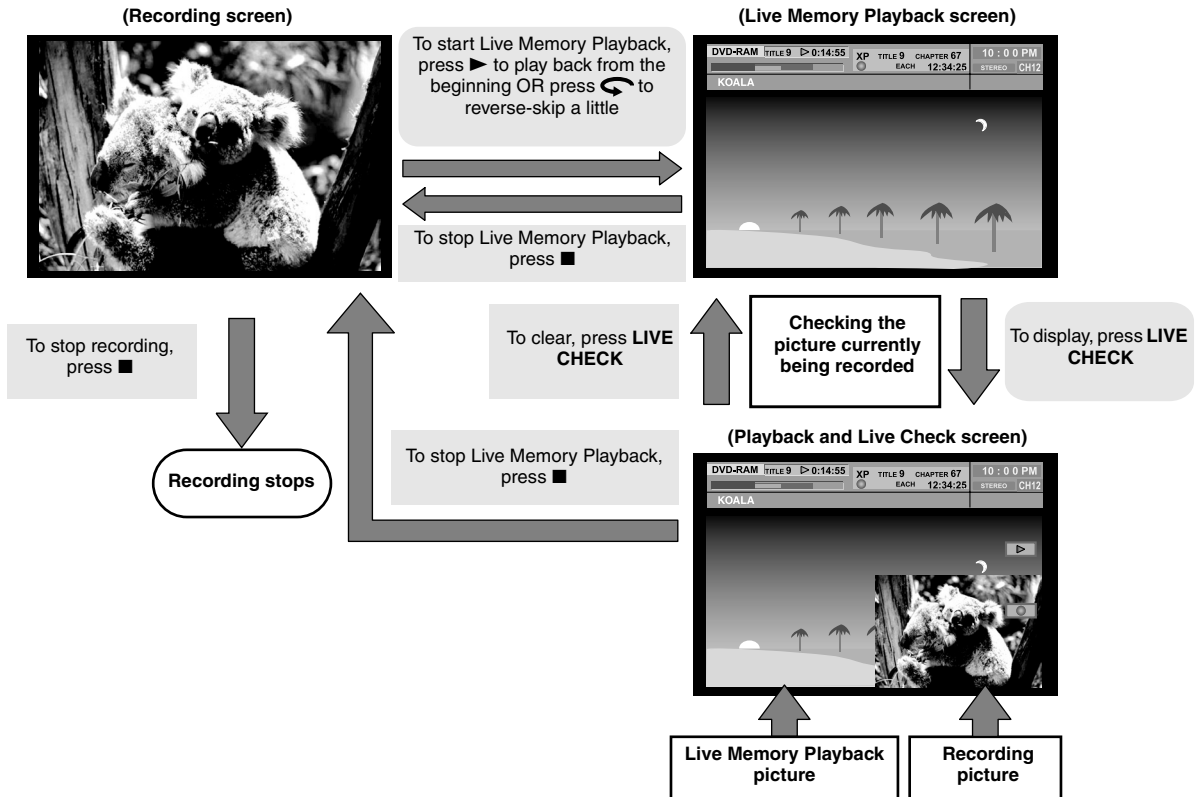 (Recording screen)
To start Live Memory Playback,
press ► to play back from the
beginning OR press to
reverse-skip a little
(Live Memory Playback screen)
DVD-RAM TITLE 9 ▷ 0:14:55
XP TITLE 9 CHAPTER 67
EACH 12:34:25
10:00 PM
STEREO CH12
KOALA
To stop Live Memory Playback,
press ■
To stop recording,
press ■
To clear, press LIVE
CHECK
Checking the
picture currently
being recorded
To display, press LIVE
CHECK
Recording stops
To stop Live Memory Playback,
press ■
(Playback and Live Check screen)
DVD-RAM TITLE 9 ▷ 0:14:55
XP TITLE 9 CHAPTER 67
EACH 12:34:25
10:00 PM
STEREO CH12
KOALA
Live Memory Playback
picture
Recording
picture